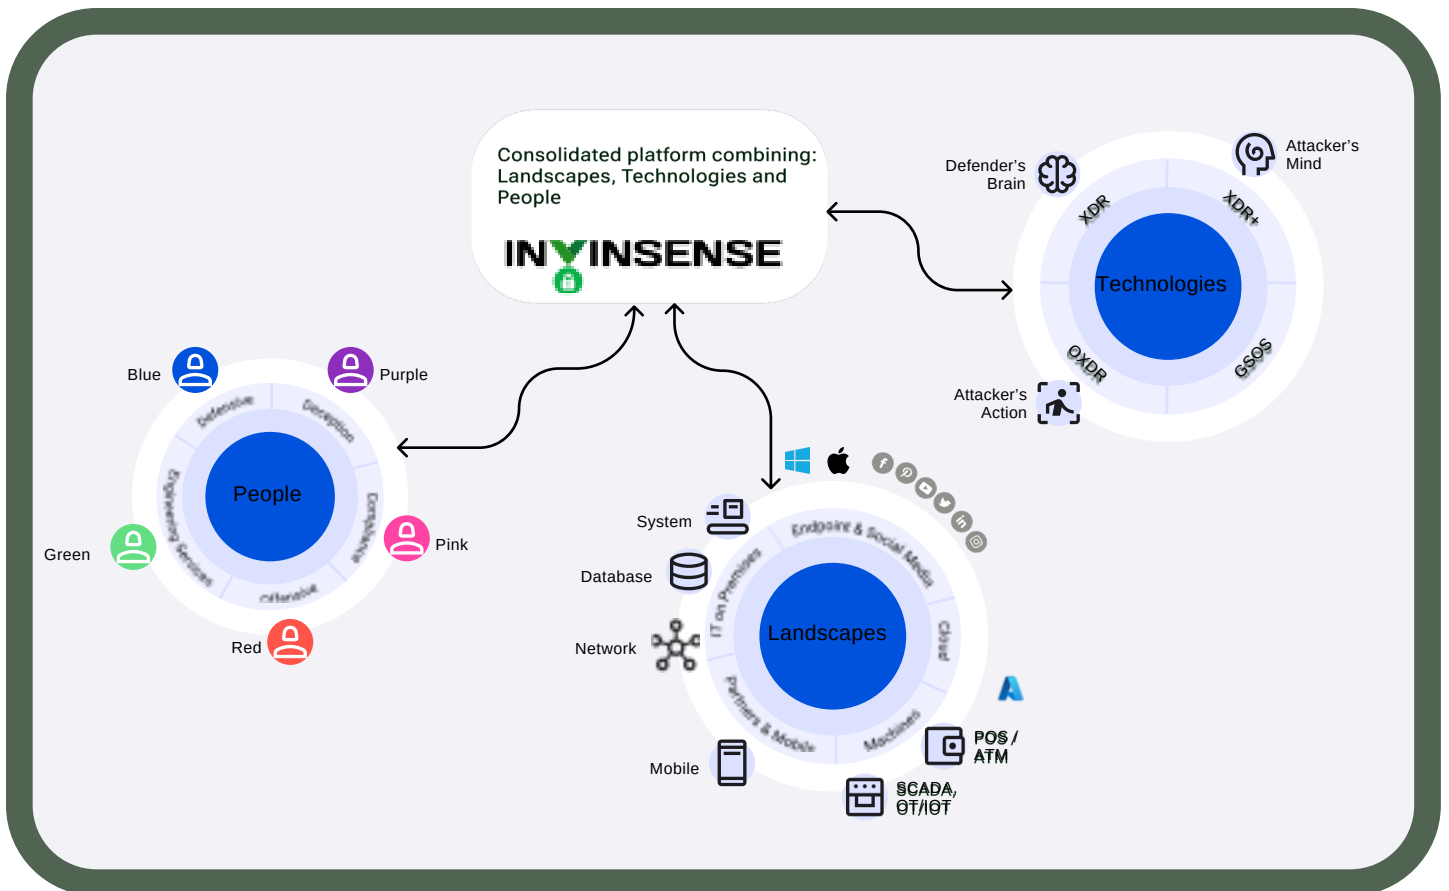 Consolidated platform combining:
Landscapes, Technologies and
People
INVINSENSE
Defender’s
Brain
Attacker’s
Mind
XDR
XDR+
Technologies
OXDR
GSOS
Attacker’s
Action
Blue
Purple
Defensive
Deception
Engineering Services
People
Compliance
Green
Pink
Offensive
Red
System
Database
Network
Mobile
Endpoint & Social Media
IT on Premises
Landscapes
Cloud
Partners & Mobile
Machines
POS /
ATM
SCADA,
OT/IOT